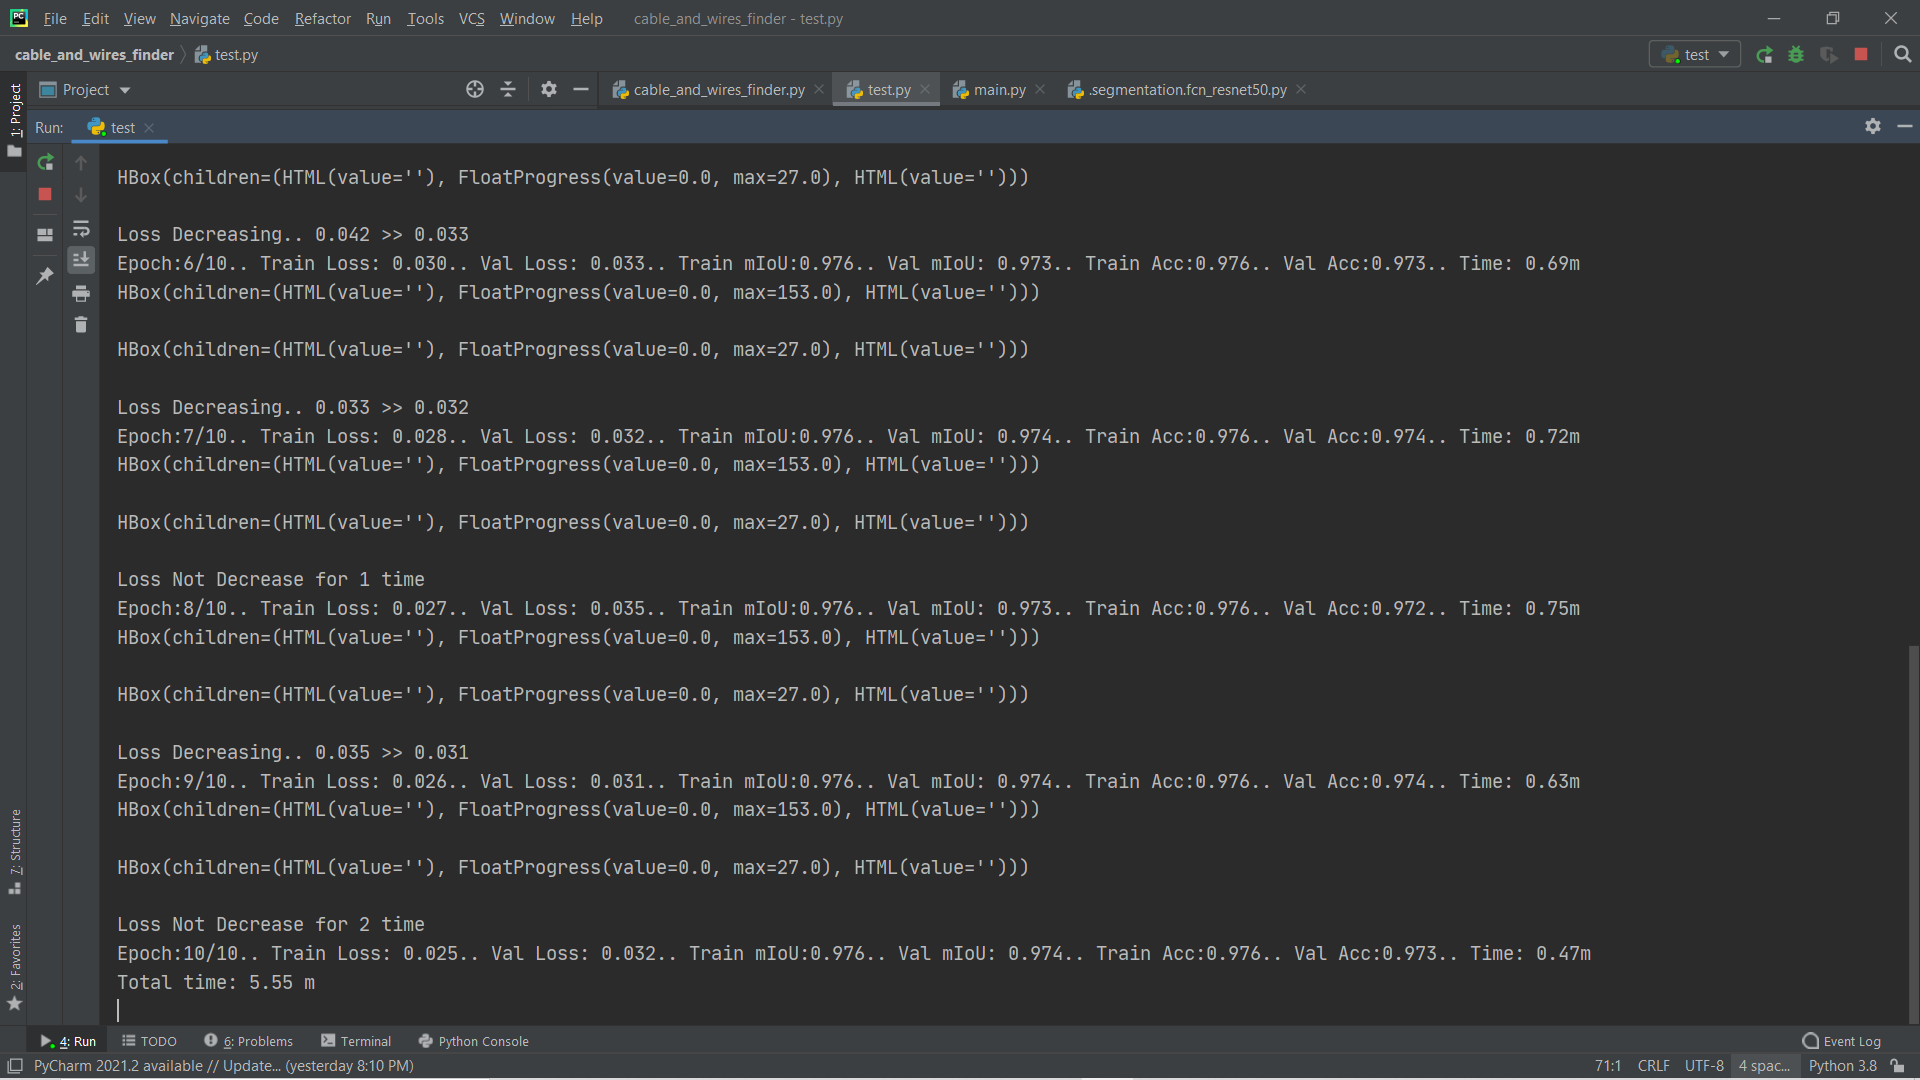 File Edit View Navigate Code Refactor Run Tools VCS Window Help cable_and_wires_finder - test.py
cable_and_wires_finder test.py test
1: Project
Project cable_and_wires_finder.py test.py main.py .segmentation.fcn_resnet50.py
Run: test
HBox(children=(HTML(value=''), FloatProgress(value=0.0, max=27.0), HTML(value='')))
Loss Decreasing.. 0.042 >> 0.033
Epoch:6/10.. Train Loss: 0.030.. Val Loss: 0.033.. Train mIoU:0.976.. Val mIoU: 0.973.. Train Acc:0.976.. Val Acc:0.973.. Time: 0.69m
HBox(children=(HTML(value=''), FloatProgress(value=0.0, max=153.0), HTML(value='')))
HBox(children=(HTML(value=''), FloatProgress(value=0.0, max=27.0), HTML(value='')))
Loss Decreasing.. 0.033 >> 0.032
Epoch:7/10.. Train Loss: 0.028.. Val Loss: 0.032.. Train mIoU:0.976.. Val mIoU: 0.974.. Train Acc:0.976.. Val Acc:0.974.. Time: 0.72m
HBox(children=(HTML(value=''), FloatProgress(value=0.0, max=153.0), HTML(value='')))
HBox(children=(HTML(value=''), FloatProgress(value=0.0, max=27.0), HTML(value='')))
Loss Not Decrease for 1 time
Epoch:8/10.. Train Loss: 0.027.. Val Loss: 0.035.. Train mIoU:0.976.. Val mIoU: 0.973.. Train Acc:0.976.. Val Acc:0.972.. Time: 0.75m
HBox(children=(HTML(value=''), FloatProgress(value=0.0, max=153.0), HTML(value='')))
HBox(children=(HTML(value=''), FloatProgress(value=0.0, max=27.0), HTML(value='')))
Loss Decreasing.. 0.035 >> 0.031
Epoch:9/10.. Train Loss: 0.026.. Val Loss: 0.031.. Train mIoU:0.976.. Val mIoU: 0.974.. Train Acc:0.976.. Val Acc:0.974.. Time: 0.63m
HBox(children=(HTML(value=''), FloatProgress(value=0.0, max=153.0), HTML(value='')))
HBox(children=(HTML(value=''), FloatProgress(value=0.0, max=27.0), HTML(value='')))
Loss Not Decrease for 2 time
Epoch:10/10.. Train Loss: 0.025.. Val Loss: 0.032.. Train mIoU:0.976.. Val mIoU: 0.974.. Train Acc:0.976.. Val Acc:0.973.. Time: 0.47m
Total time: 5.55 m
7: Structure
2: Favorites
4: Run TODO 6: Problems Terminal Python Console Event Log
PyCharm 2021.2 available // Update... (yesterday 8:10 PM) 71:1 CRLF UTF-8 4 spac... Python 3.8